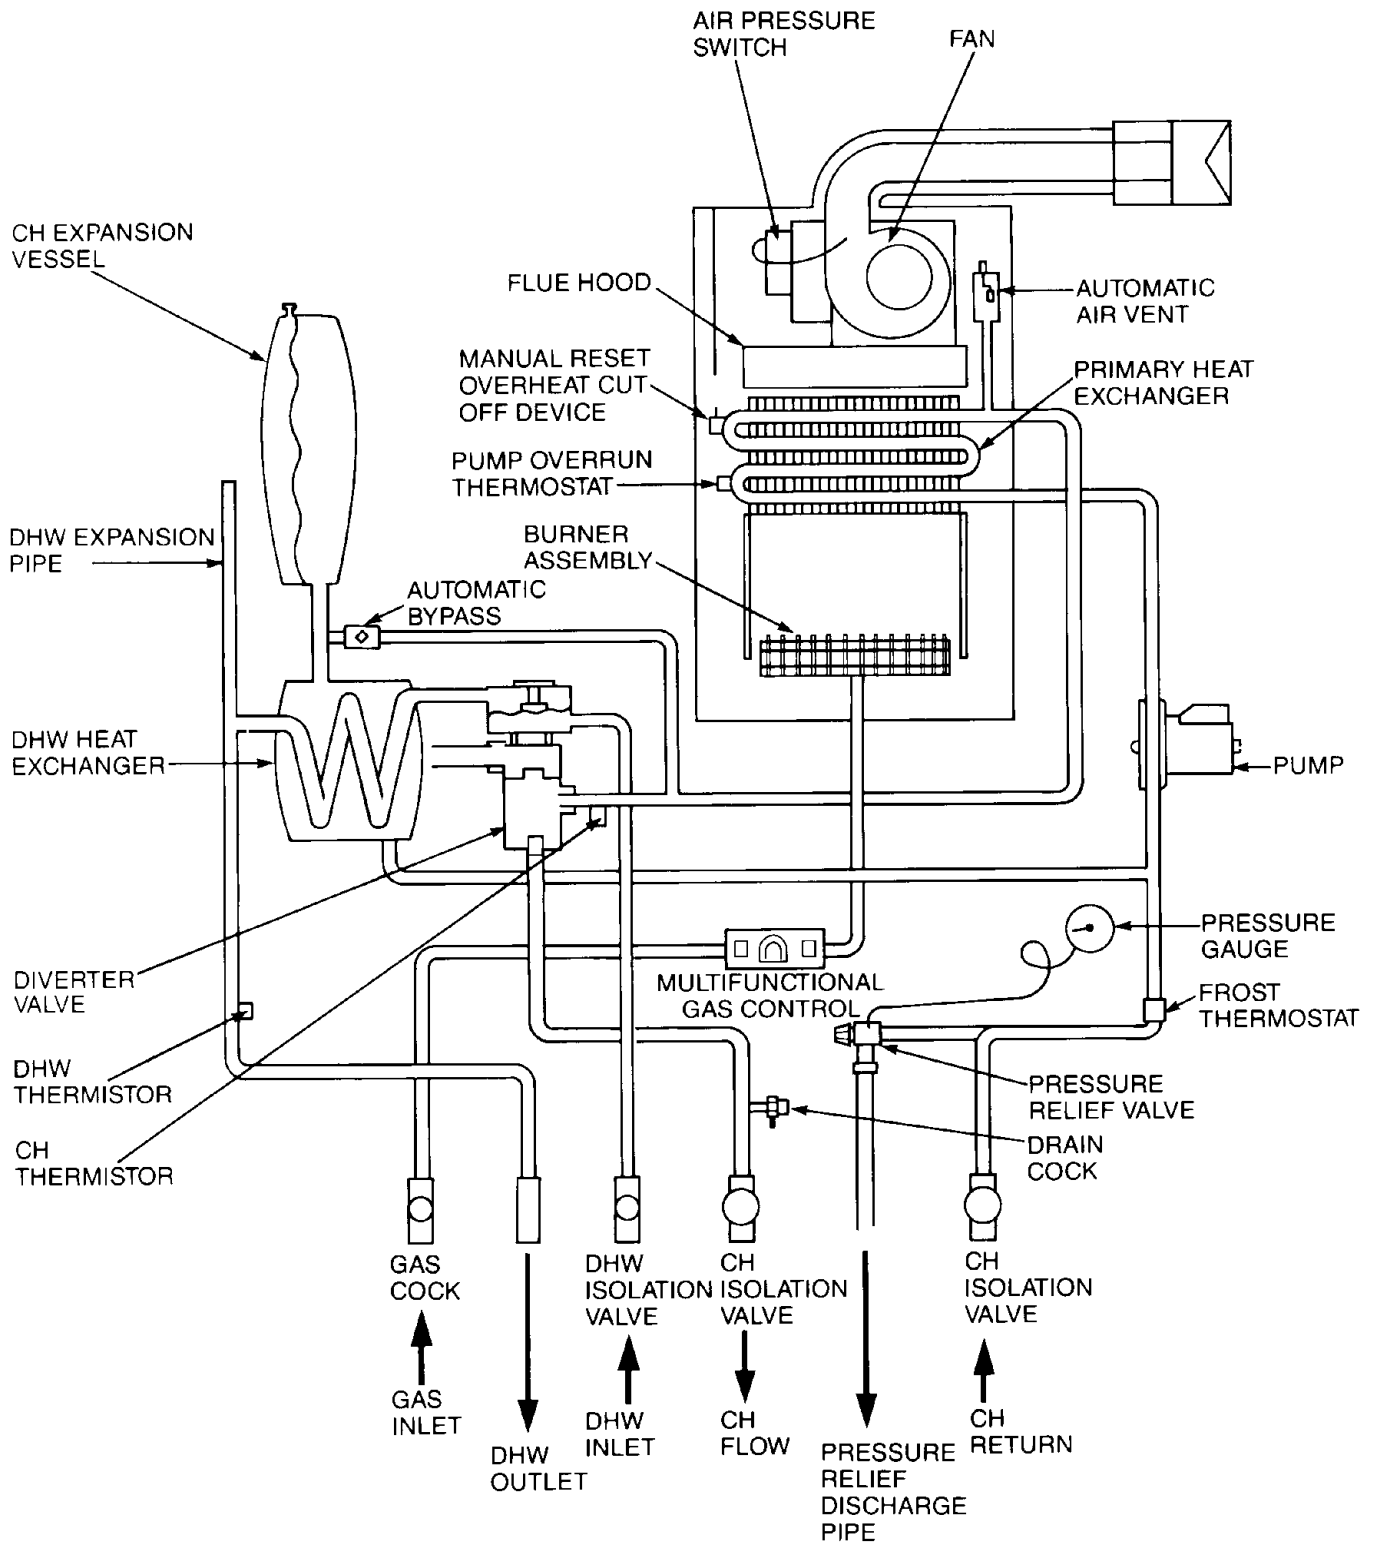 AIR PRESSURE
SWITCH
FAN
CH EXPANSION
VESSEL
FLUE HOOD
AUTOMATIC
AIR VENT
MANUAL RESET
OVERHEAT CUT
OFF DEVICE
PRIMARY HEAT
EXCHANGER
PUMP OVERRUN
THERMOSTAT
DHW EXPANSION
PIPE
BURNER
ASSEMBLY
AUTOMATIC
BYPASS
DHW HEAT
EXCHANGER
PUMP
PRESSURE
GAUGE
DIVERTER
VALVE
MULTIFUNCTIONAL
GAS CONTROL
FROST
THERMOSTAT
DHW
THERMISTOR
PRESSURE
RELIEF VALVE
CH
THERMISTOR
DRAIN
COCK
GAS
COCK
DHW
ISOLATION
VALVE
CH
ISOLATION
VALVE
CH
ISOLATION
VALVE
GAS
INLET
DHW
OUTLET
DHW
INLET
CH
FLOW
PRESSURE
RELIEF
DISCHARGE
PIPE
CH
RETURN